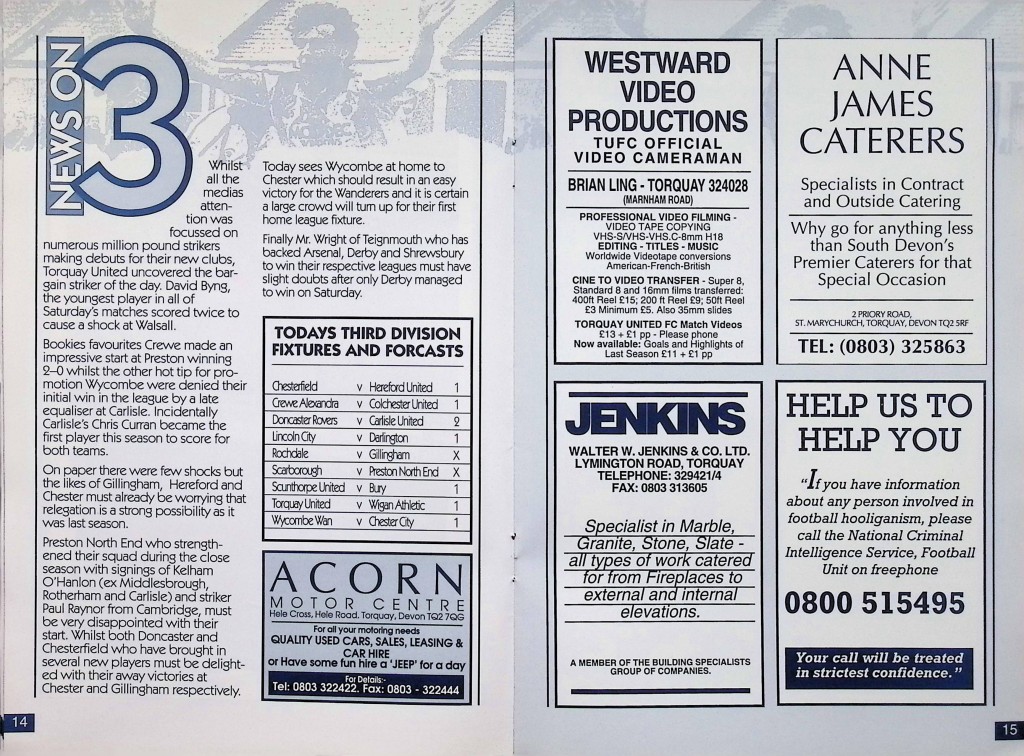 NEWS ON
3
Whilst
all the
medias
atten-
tion was
focussed on
numerous million pound strikers
making debuts for their new clubs,
Torquay United uncovered the bar-
gain striker of the day. David Byng,
the youngest player in all of
Saturday's matches scored twice to
cause a shock at Walsall.
Bookies favourites Crewe made an
impressive start at Preston winning
2–0 whilst the other hot tip for pro-
motion Wycombe were denied their
initial win in the league by a late
equaliser at Carlisle. Incidentally
Carlisle's Chris Curran became the
first player this season to score for
both teams.
On paper there were few shocks but
the likes of Gillingham, Hereford and
Chester must already be worrying that
relegation is a strong possibility as it
was last season.
Preston North End who strength-
ened their squad during the close
season with signings of Kelham
O'Hanlon (ex Middlesbrough,
Rotherham and Carlisle) and striker
Paul Raynor from Cambridge, must
be very disappointed with their
start. Whilst both Doncaster and
Chesterfield who have brought in
several new players must be delight-
ed with their away victories at
Chester and Gillingham respectively.
Today sees Wycombe at home to
Chester which should result in an easy
victory for the Wanderers and it is certain
a large crowd will turn up for their first
home league fixture.
Finally Mr. Wright of Teignmouth who has
backed Arsenal, Derby and Shrewsbury
to win their respective leagues must have
slight doubts after only Derby managed
to win on Saturday.
TODAYS THIRD DIVISION
FIXTURES AND FORCASTS
Chesterfield v Hereford United 1
Crewe Alexandra v Colchester United 1
Doncaster Rovers v Carlisle United 2
Lincoln City v Darlington 1
Rochdale v Gillingham X
Scarborough v Preston North End X
Scunthorpe United v Bury 1
Torquay United v Wigan Athletic 1
Wycombe Wan v Chester City 1
ACORN
MOTOR CENTRE
Hele Cross, Hele Road, Torquay, Devon TQ2 7QG
For all your motoring needs
QUALITY USED CARS, SALES, LEASING &
CAR HIRE
or Have some fun hire a 'JEEP' for a day
For Details:-
Tel: 0803 322422. Fax: 0803 - 322444
14
WESTWARD
VIDEO
PRODUCTIONS
TUFC OFFICIAL
VIDEO CAMERAMAN
BRIAN LING - TORQUAY 324028
(MARNHAM ROAD)
PROFESSIONAL VIDEO FILMING -
VIDEO TAPE COPYING
VHS-S/VHS-VHS.C-8mm H18
EDITING - TITLES - MUSIC
Worldwide Videotape conversions
American-French-British
CINE TO VIDEO TRANSFER - Super 8,
Standard 8 and 16mm films transferred:
400ft Reel £15; 200 ft Reel £9; 50ft Reel
£3 Minimum £5. Also 35mm slides
TORQUAY UNITED FC Match Videos
£13 + £1 pp - Please phone
Now available: Goals and Highlights of
Last Season £11 + £1 pp
ANNE
JAMES
CATERERS
Specialists in Contract
and Outside Catering
Why go for anything less
than South Devon's
Premier Caterers for that
Special Occasion
2 PRIORY ROAD,
ST. MARYCHURCH, TORQUAY, DEVON TQ2 5RF
TEL: (0803) 325863
JENKINS
WALTER W. JENKINS & CO. LTD.
LYMINGTON ROAD, TORQUAY
TELEPHONE: 329421/4
FAX: 0803 313605
Specialist in Marble,
Granite, Stone, Slate -
all types of work catered
for from Fireplaces to
external and internal
elevations.
A MEMBER OF THE BUILDING SPECIALISTS
GROUP OF COMPANIES.
HELP US TO
HELP YOU
“If you have information
about any person involved in
football hooliganism, please
call the National Criminal
Intelligence Service, Football
Unit on freephone
0800 515495
Your call will be treated
in strictest confidence.”
15